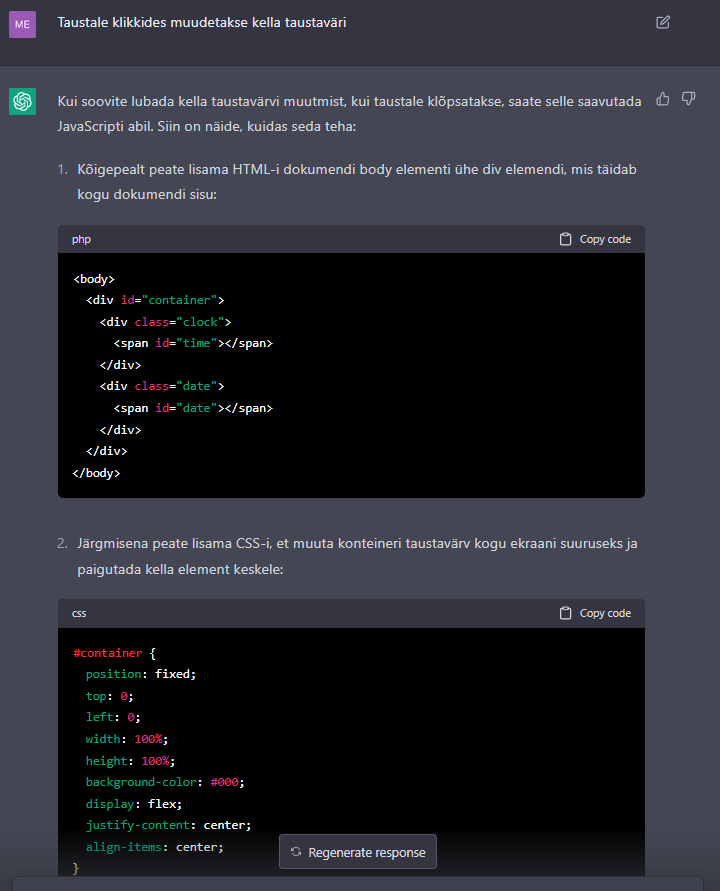 ME
Taustale klikkides muudetakse kella taustaväri
Kui soovite lubada kella taustavärvi muutmist, kui taustale klõpsatakse, saate selle saavutada
JavaScripti abil. Siin on näide, kuidas seda teha:
1. Kõigepealt peate lisama HTML-i dokumendi body elementi ühe div elemendi, mis täidab
kogu dokumendi sisu:
php Copy code
<body>
  <div id="container">
    <div class="clock">
      <span id="time"></span>
    </div>
    <div class="date">
      <span id="date"></span>
    </div>
  </div>
</body>
2. Järgmisena peate lisama CSS-i, et muuta konteineri taustavärv kogu ekraani suuruseks ja
paigutada kella element keskele:
css Copy code
#container {
  position: fixed;
  top: 0;
  left: 0;
  width: 100%;
  height: 100%;
  background-color: #000;
  display: flex;
  justify-content: center;
  align-items: center;
Regenerate response
}